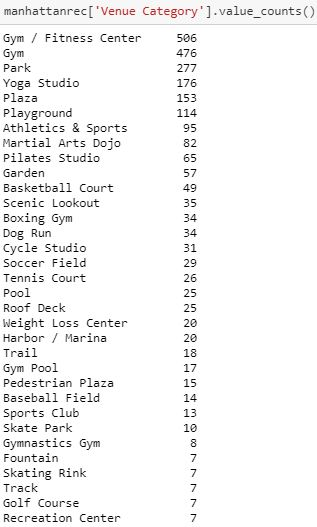 manhattanrec['Venue Category'].value_counts()
Gym / Fitness Center 506
Gym 476
Park 277
Yoga Studio 176
Plaza 153
Playground 114
Athletics & Sports 95
Martial Arts Dojo 82
Pilates Studio 65
Garden 57
Basketball Court 49
Scenic Lookout 35
Boxing Gym 34
Dog Run 34
Cycle Studio 31
Soccer Field 29
Tennis Court 26
Pool 25
Roof Deck 25
Weight Loss Center 20
Harbor / Marina 20
Trail 18
Gym Pool 17
Pedestrian Plaza 15
Baseball Field 14
Sports Club 13
Skate Park 10
Gymnastics Gym 8
Fountain 7
Skating Rink 7
Track 7
Golf Course 7
Recreation Center 7